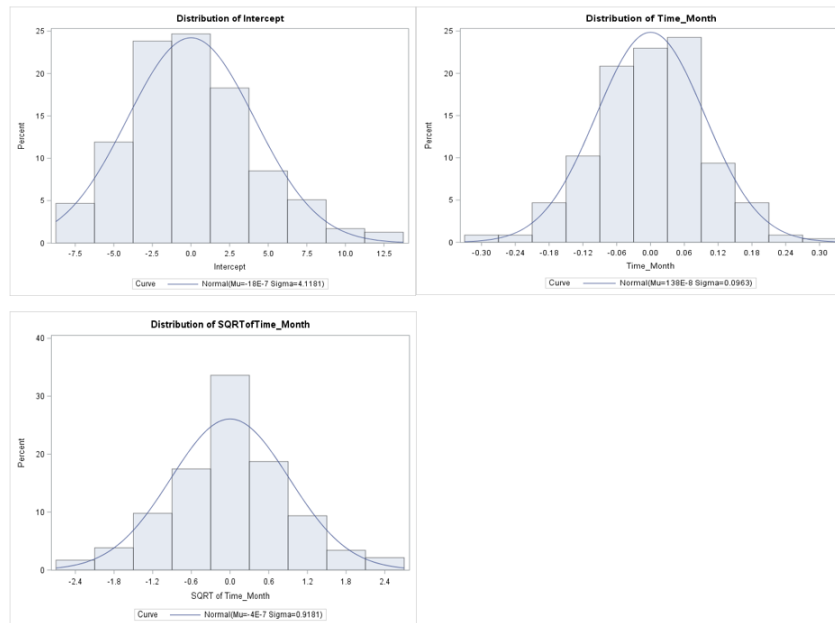 Distribution of Intercept
25
20
15
10
5
0
Percent
-7.5 -5.0 -2.5 0.0 2.5 5.0 7.5 10.0 12.5
Intercept
Curve Normal(Mu=-18E-7 Sigma=4.1181)
Distribution of Time_Month
25
20
15
10
5
0
Percent
-0.30 -0.24 -0.18 -0.12 -0.06 0.00 0.06 0.12 0.18 0.24 0.30
Time_Month
Curve Normal(Mu=138E-8 Sigma=0.0963)
Distribution of SQRTofTime_Month
40
30
20
10
0
Percent
-2.4 -1.8 -1.2 -0.6 0.0 0.6 1.2 1.8 2.4
SQRT of Time_Month
Curve Normal(Mu=-4E-7 Sigma=0.9181)